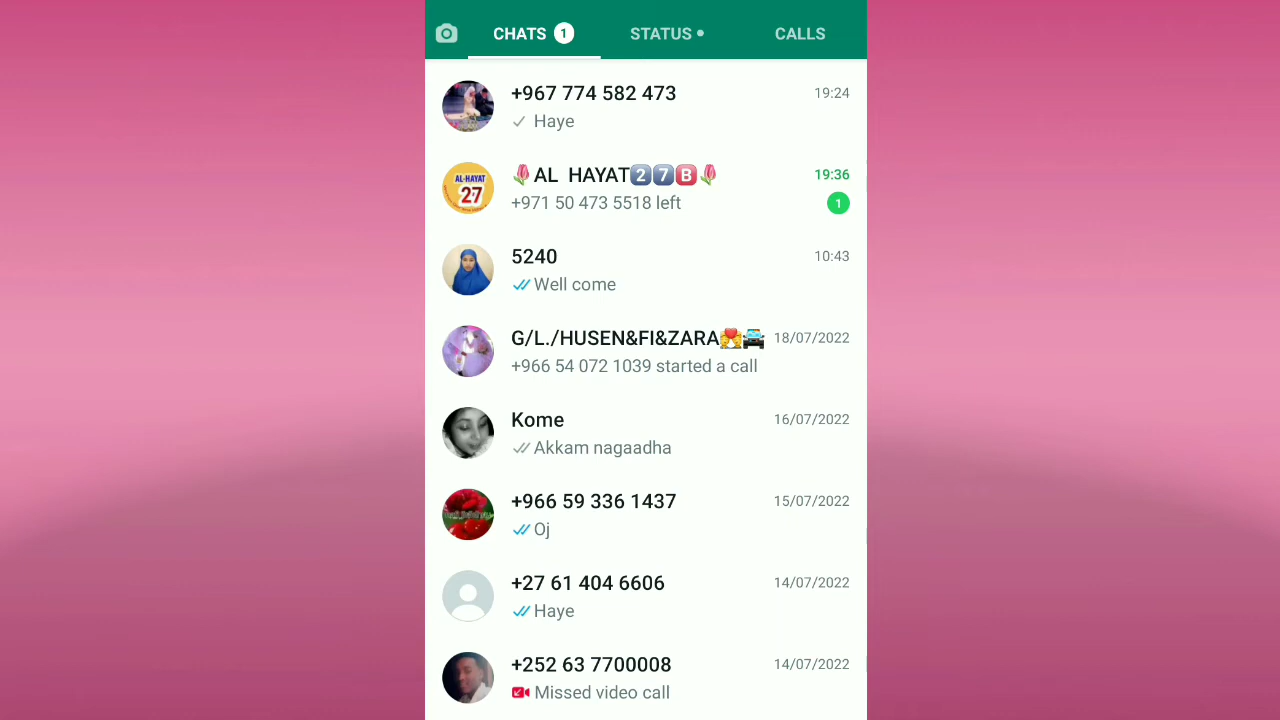 CHATS 1 STATUS CALLS
+967 774 582 473 19:24
Haye
AL-HAYAT
27
🌷AL HAYAT2️⃣7️⃣🅱️🌷 19:36
+971 50 473 5518 left 1
5240 10:43
Well come
G/L./HUSEN&FI&ZARA 18/07/2022
+966 54 072 1039 started a call
Kome 16/07/2022
Akkam nagaadha
+966 59 336 1437 15/07/2022
Oj
+27 61 404 6606 14/07/2022
Haye
+252 63 7700008 14/07/2022
Missed video call